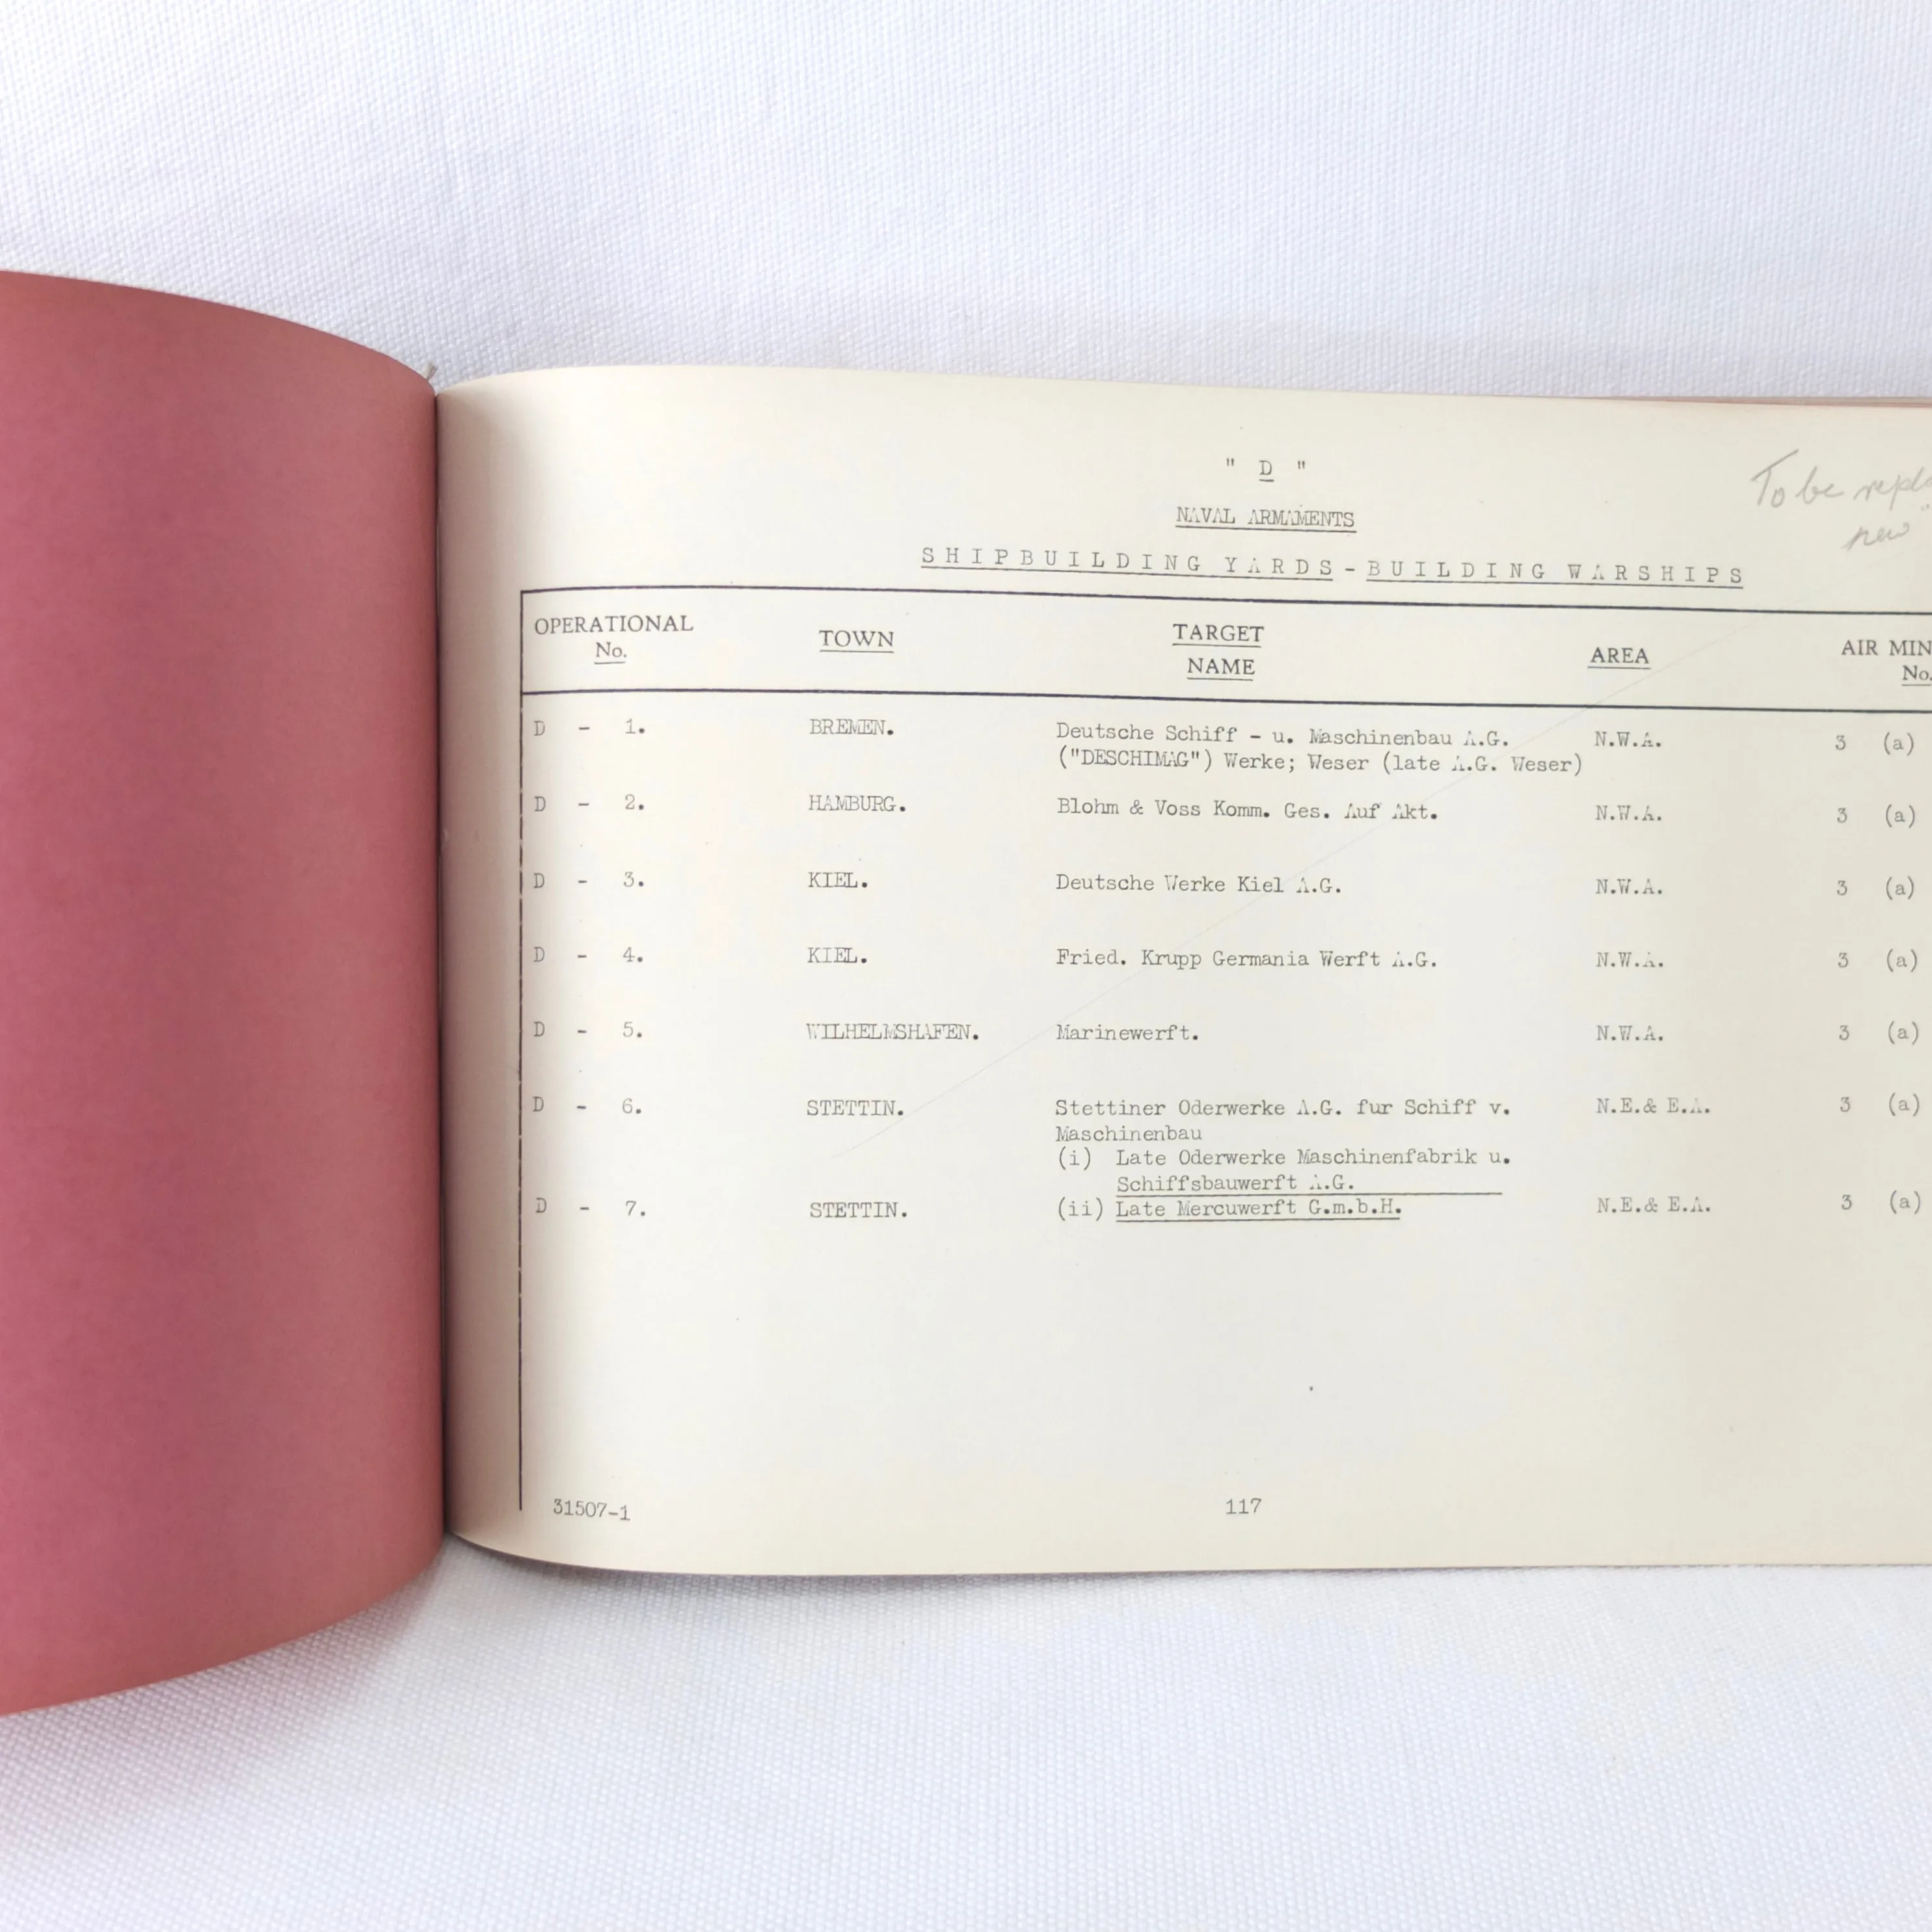 " D "
To be
new
NAVAL ARMAMENTS
SHIPBUILDING YARDS - BUILDING WARSHIPS
OPERATIONAL No. TOWN TARGET NAME AREA AIR MIN No.
D - 1. BREMEN. Deutsche Schiff - u. Maschinenbau A.G. N.W.A. 3 (a)
("DESCHIMAG") Werke; Weser (late A.G. Weser)
D - 2. HAMBURG. Blohm & Voss Komm. Ges. Auf Akt. N.W.A. 3 (a)
D - 3. KIEL. Deutsche Werke Kiel A.G. N.W.A. 3 (a)
D - 4. KIEL. Fried. Krupp Germania Werft A.G. N.W.A. 3 (a)
D - 5. WILHELMSHAFEN. Marinewerft. N.W.A. 3 (a)
D - 6. STETTIN. Stettiner Oderwerke A.G. fur Schiff v. N.E.& E.A. 3 (a)
Maschinenbau
(i) Late Oderwerke Maschinenfabrik u.
Schiffsbauwerft A.G.
D - 7. STETTIN. (ii) Late Mercuwerft G.m.b.H. N.E.& E.A. 3 (a)
31507-1 117